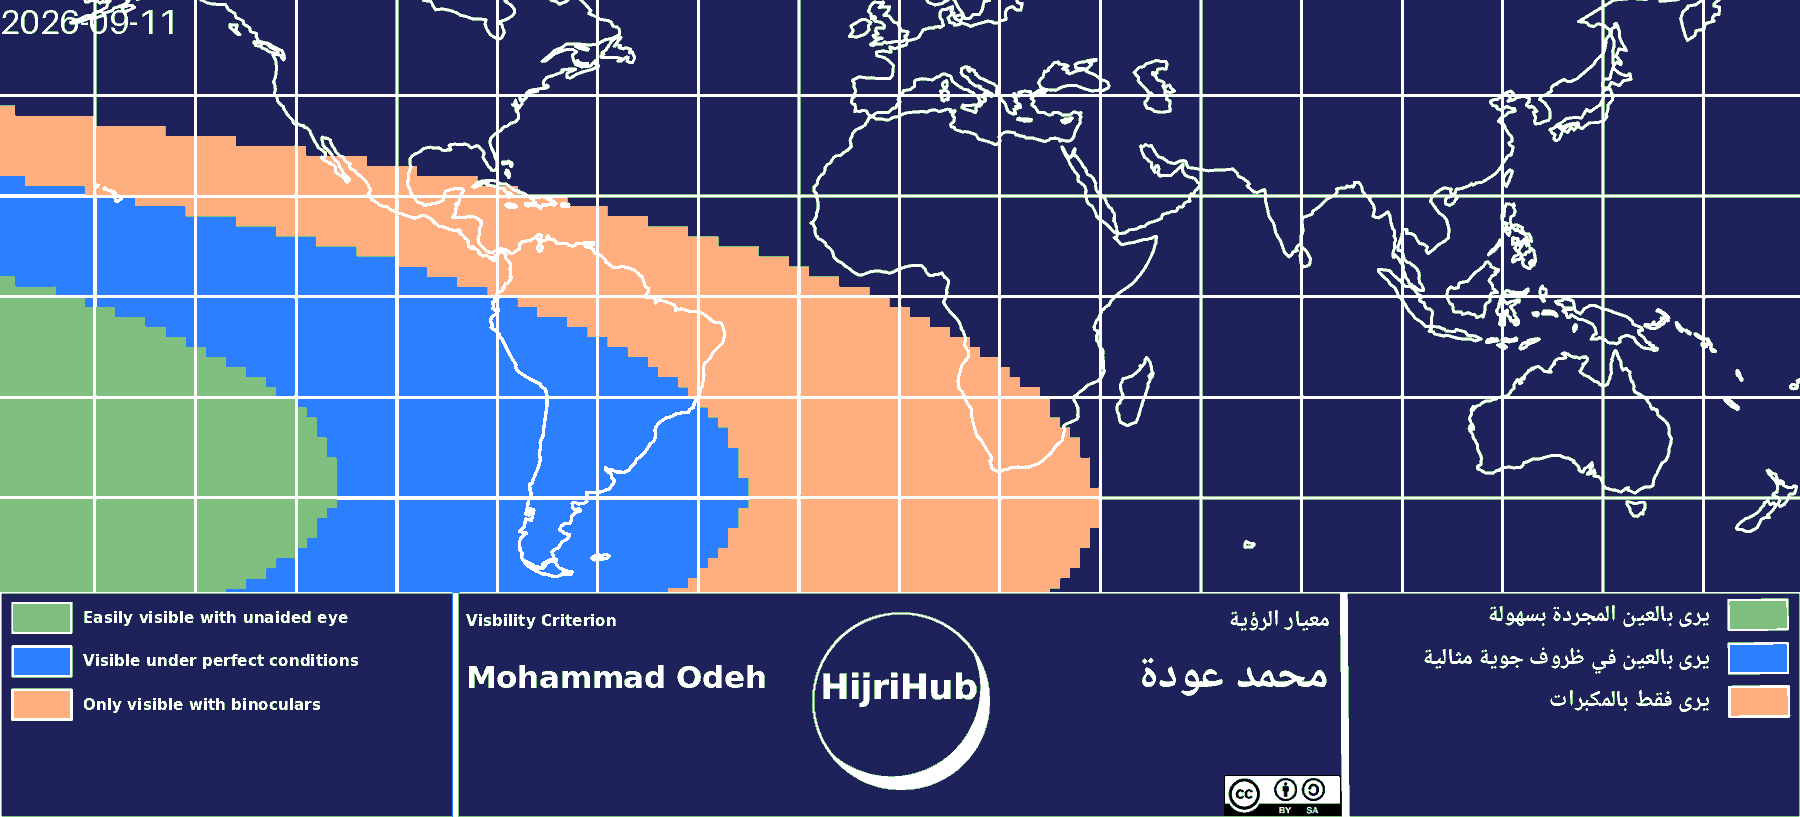 2026-09-11
Easily visible with unaided eye
Visible under perfect conditions
Only visible with binoculars
Visbility Criterion
Mohammad Odeh
HijriHub
معيار الرؤية
محمد عودة
cc
BY SA
يرى بالعين المجردة بسهولة
يرى بالعين في ظروف جوية مثالية
يرى فقط بالمكبرات